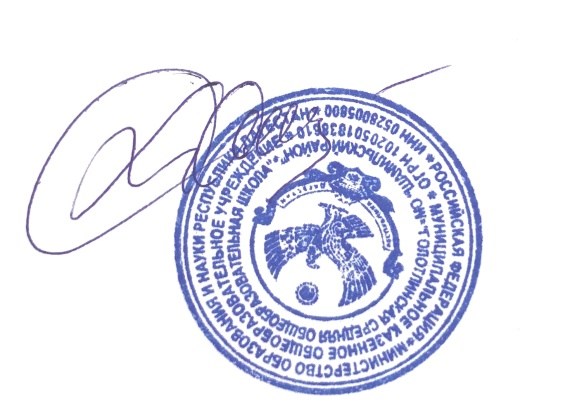 РОССИЙСКАЯ ФЕДЕРАЦИЯ * МИНИСТЕРСТВО ОБРАЗОВАНИЯ И НАУКИ РЕСПУБЛИКИ ДАГЕСТАН * ИНН 0528005800 *
МУНИЦИПАЛЬНОЕ КАЗЕННОЕ ОБЩЕОБРАЗОВАТЕЛЬНОЕ УЧРЕЖДЕНИЕ * ОГРН 1020501838610 *
СРЕДНЯЯ ОБЩЕОБРАЗОВАТЕЛЬНАЯ ШКОЛА" * МО "ШАМИЛЬСКИЙ РАЙОН"